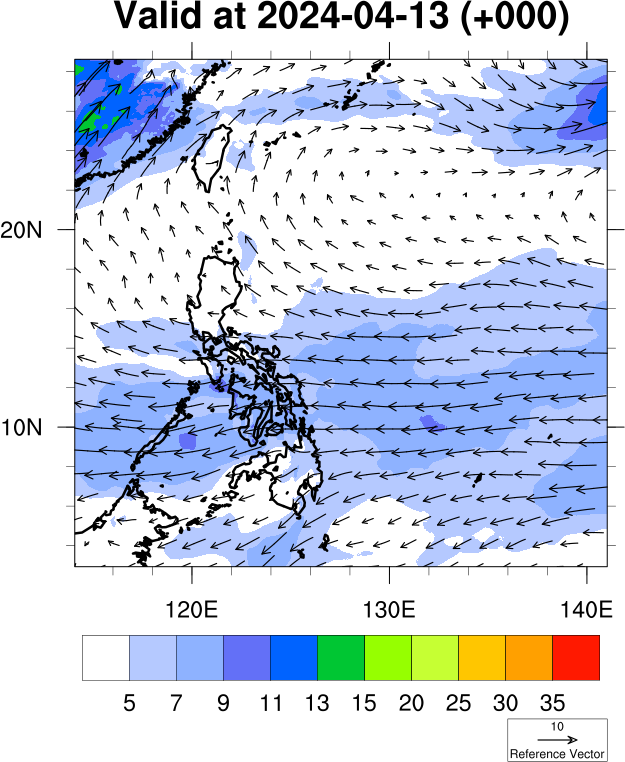 Valid at 2024-04-13 (+000)
20N
10N
120E 130E 140E
5 7 9 11 13 15 20 25 30 35
10
Reference Vector